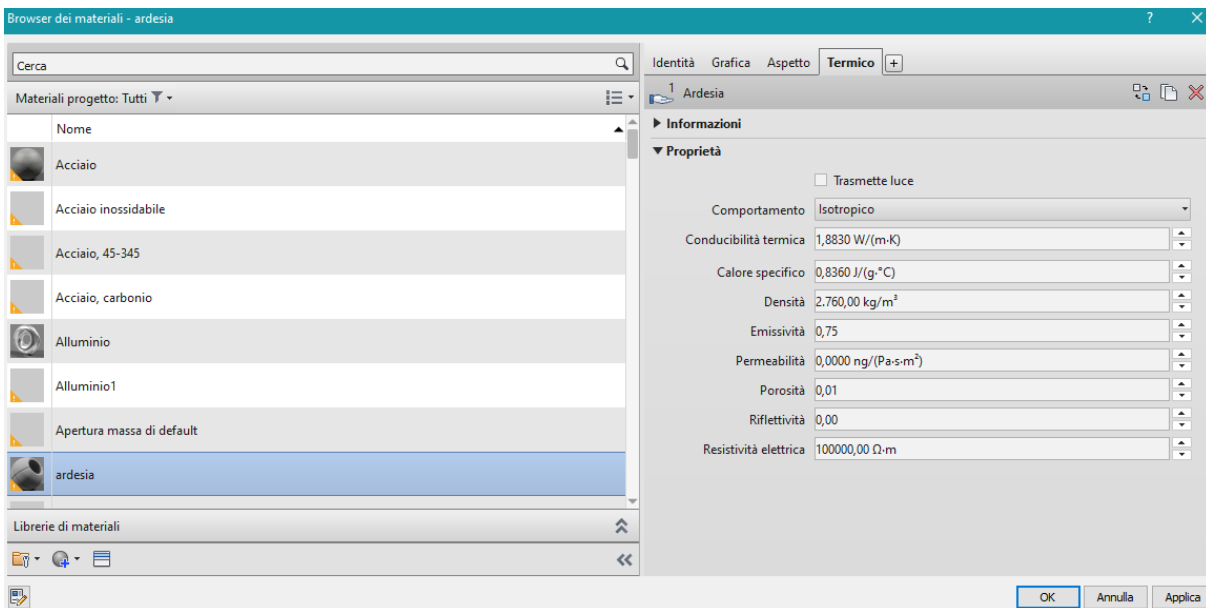 Browser dei materiali - ardesia ? X
Cerca
Materiali progetto: Tutti
Nome
Acciaio
Acciaio inossidabile
Acciaio, 45-345
Acciaio, carbonio
Alluminio
Alluminio1
Apertura massa di default
ardesia
Librerie di materiali
Identità Grafica Aspetto Termico +
1 Ardesia
Informazioni
Proprietà
Trasmette luce
Comportamento Isotropico
Conducibilità termica 1,8830 W/(m·K)
Calore specifico 0,8360 J/(g·°C)
Densità 2.760,00 kg/m³
Emissività 0,75
Permeabilità 0,0000 ng/(Pa·s·m²)
Porosità 0,01
Riflettività 0,00
Resistività elettrica 100000,00 Ω·m
OK Annulla Applica